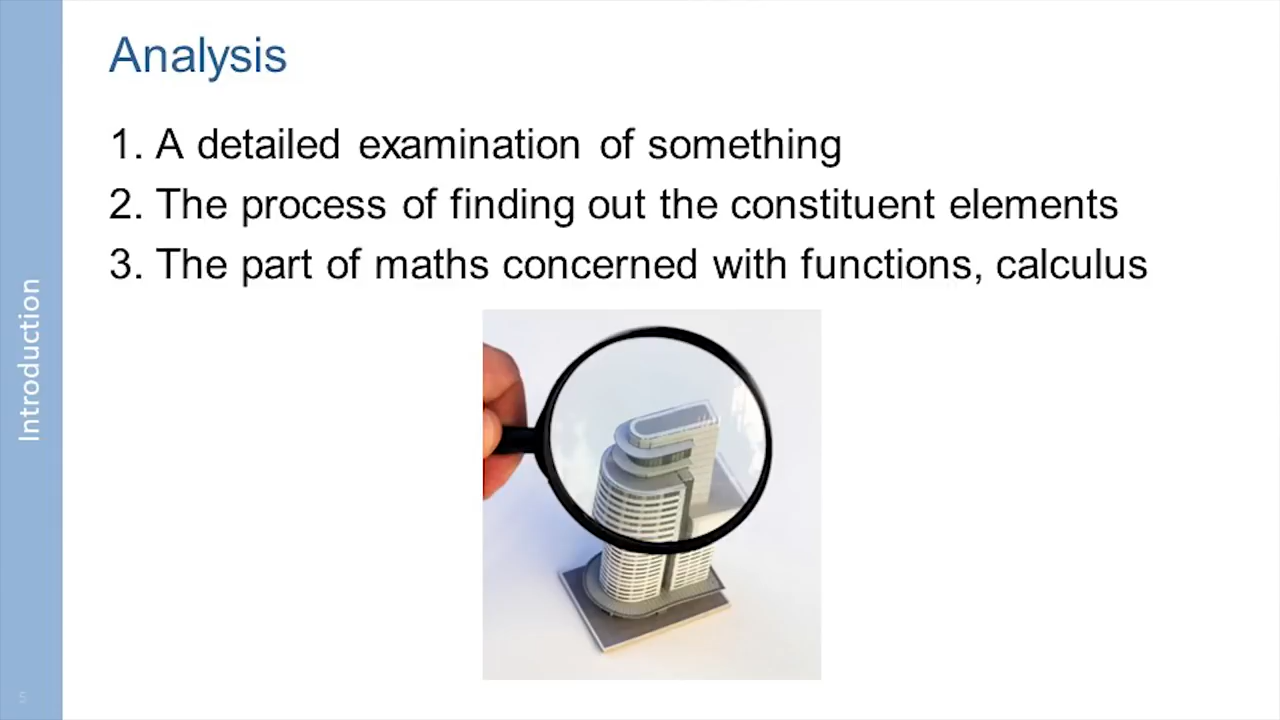 Analysis
1. A detailed examination of something
2. The process of finding out the constituent elements
3. The part of maths concerned with functions, calculus
Introduction